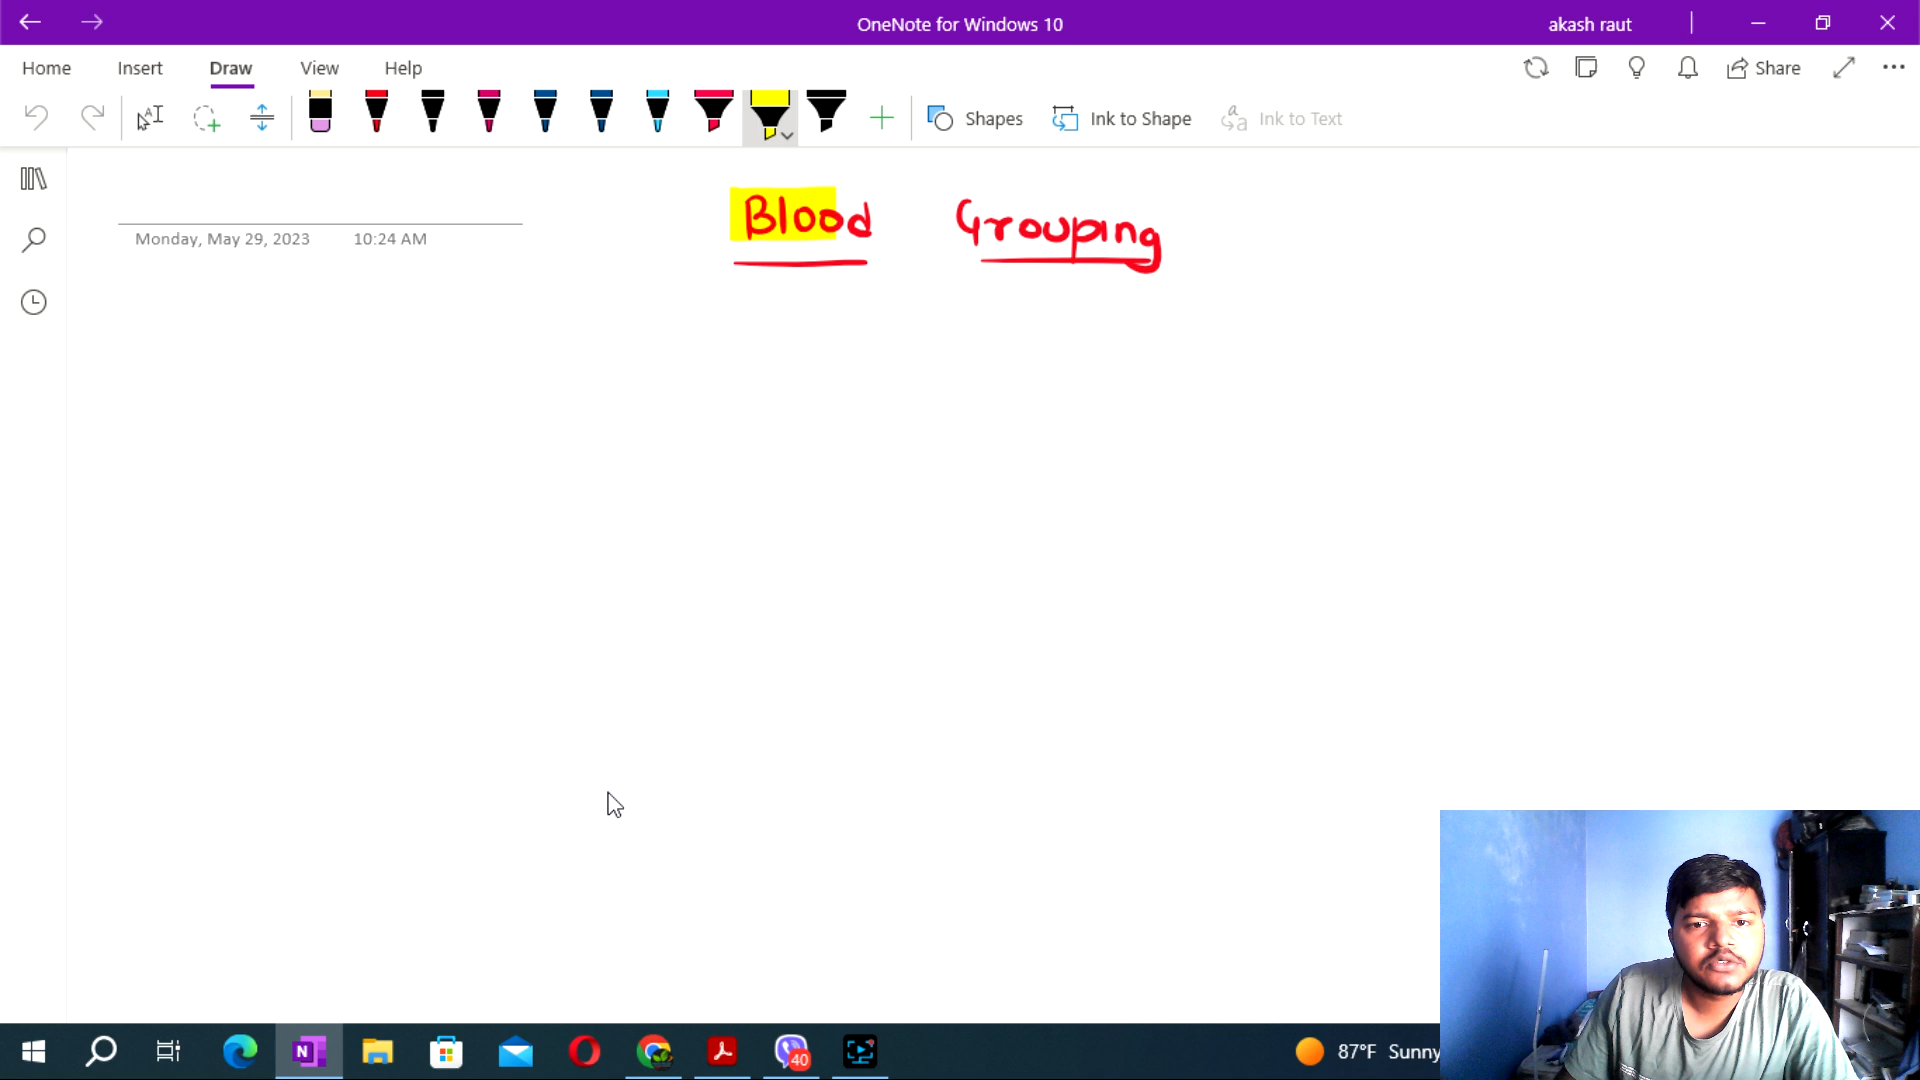 OneNote for Windows 10
akash raut
Home Insert Draw View Help
Share
Shapes Ink to Shape Ink to Text
Blood Grouping
Monday, May 29, 2023 10:24 AM
40
87°F Sunny